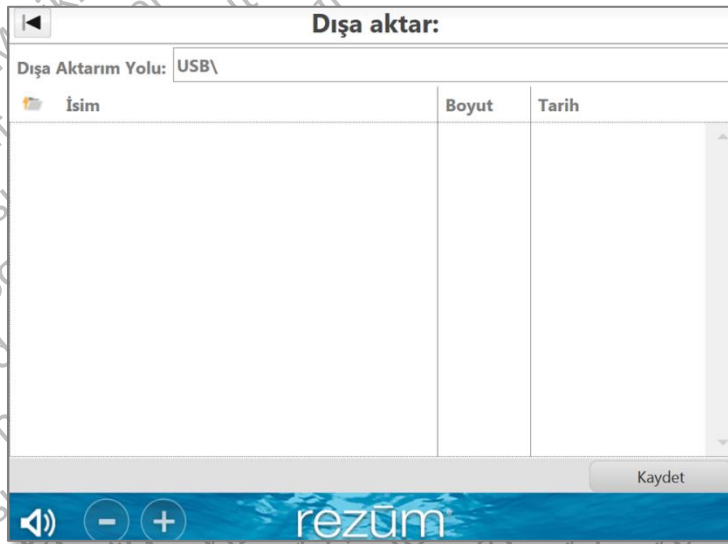 Dışa aktar:
Dışa Aktarım Yolu: USB\
İsim Boyut Tarih
Kaydet
rezūm